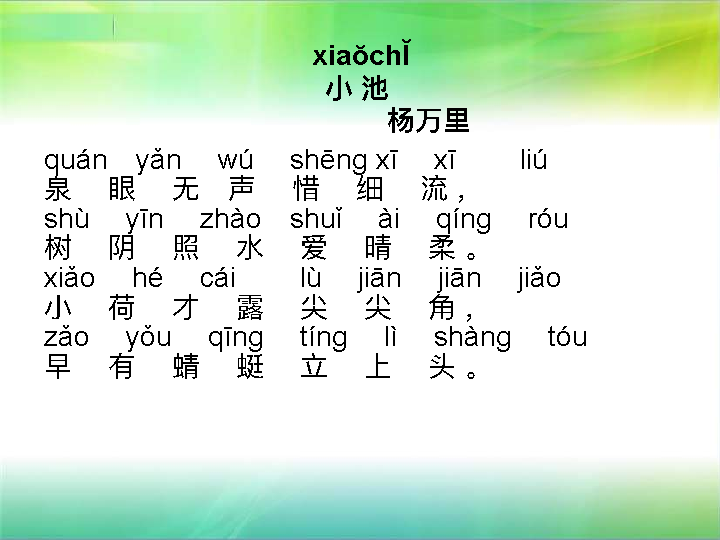 xiaŏchĬ
小 池
杨万里
quán yǎn wú shēng xī xī liú
泉 眼 无 声 惜 细 流，
shù yīn zhào shuǐ ài qíng róu
树 阴 照 水 爱 晴 柔 。
xiǎo hé cái lù jiān jiān jiǎo
小 荷 才 露 尖 尖 角，
zǎo yǒu qīng tíng lì shàng tóu
早 有 蜻 蜓 立 上 头 。